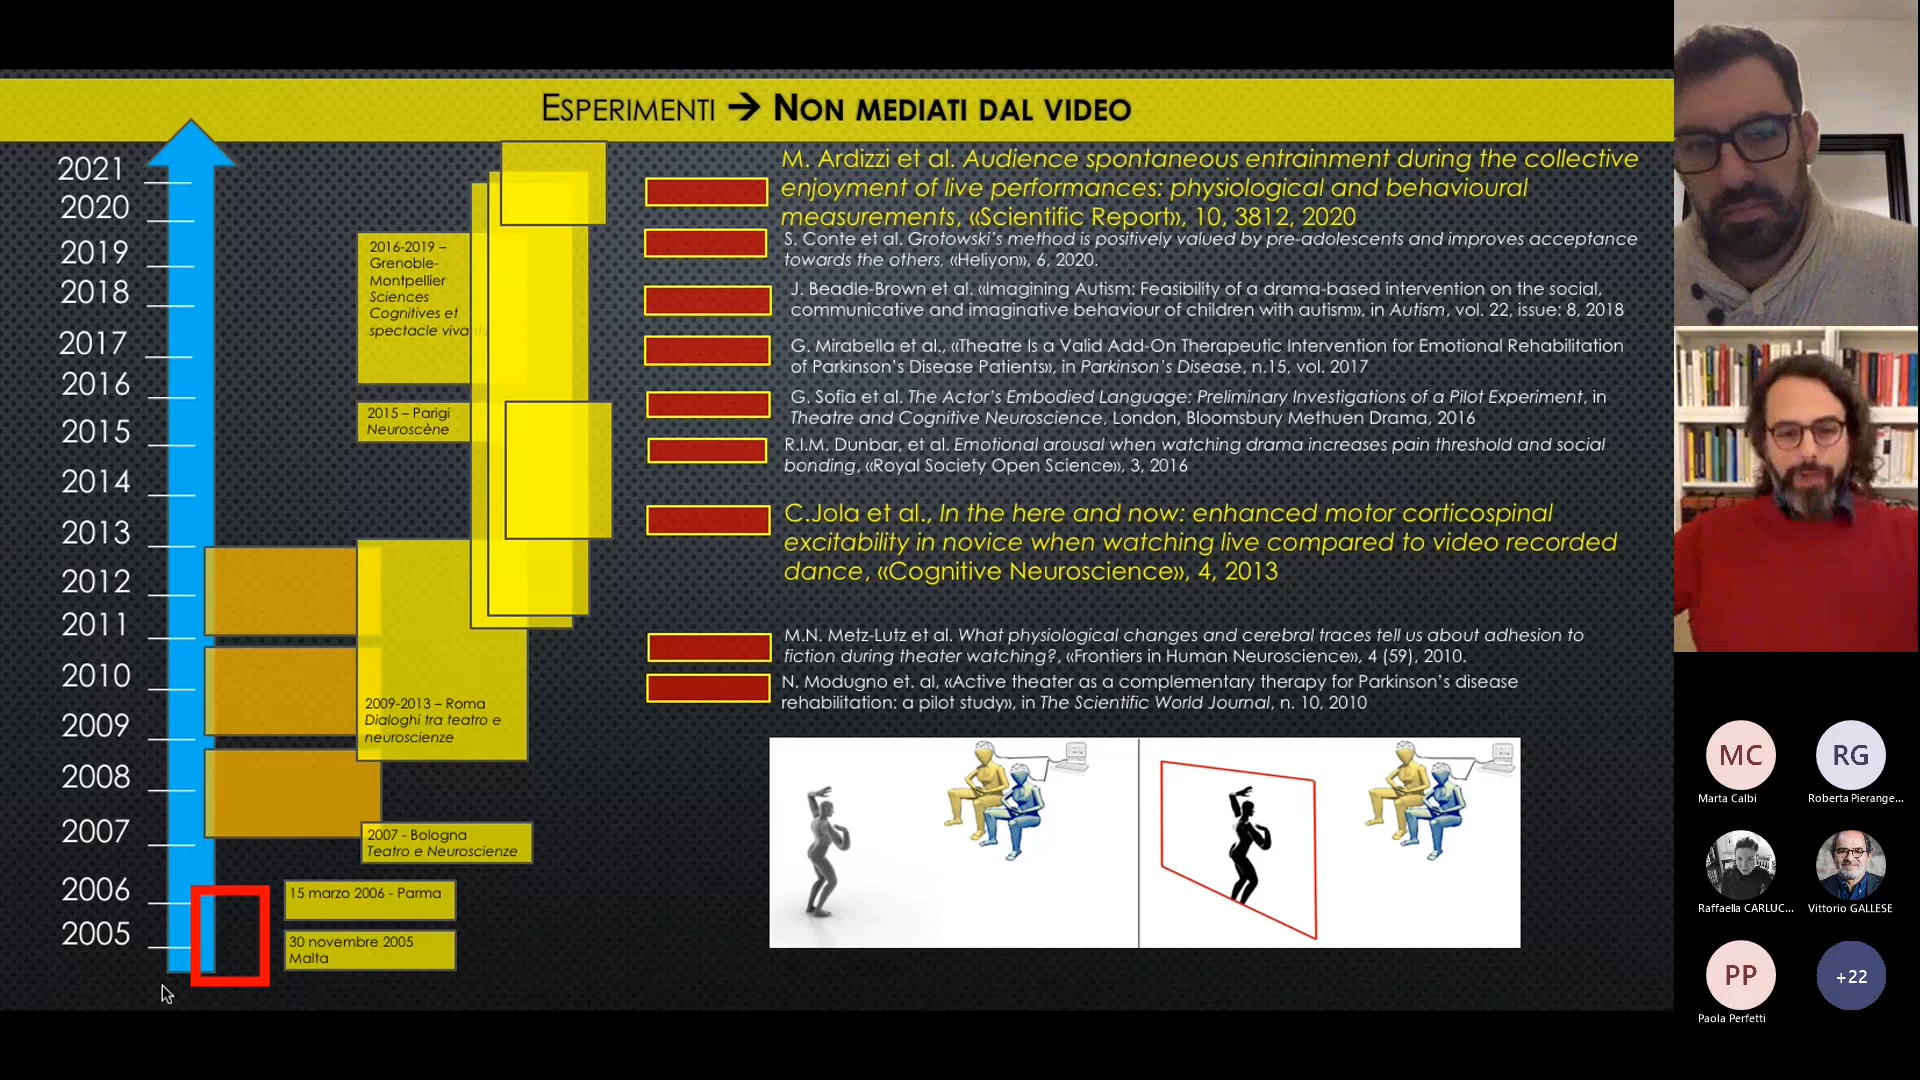 ESPERIMENTI → NON MEDIATI DAL VIDEO
2021
2020
2019
2018
2017
2016
2015
2014
2013
2012
2011
2010
2009
2008
2007
2006
2005
2016-2019 –
Grenoble-
Montpellier
Sciences
Cognitives et
spectacle vivants
2015 – Parigi
Neuroscène
2009-2013 – Roma
Dialoghi tra teatro e
neuroscienze
2007 - Bologna
Teatro e Neuroscienze
15 marzo 2006 - Parma
30 novembre 2005
Malta
M. Ardizzi et al. Audience spontaneous entrainment during the collective
enjoyment of live performances: physiological and behavioural
measurements, «Scientific Report», 10, 3812, 2020
S. Conte et al. Grotowski's method is positively valued by pre-adolescents and improves acceptance
towards the others, «Heliyon», 6, 2020.
J. Beadle-Brown et al. «Imagining Autism: Feasibility of a drama-based intervention on the social,
communicative and imaginative behaviour of children with autism», in Autism, vol. 22, issue: 8, 2018
G. Mirabella et al., «Theatre Is a Valid Add-On Therapeutic Intervention for Emotional Rehabilitation
of Parkinson's Disease Patients», in Parkinson's Disease, n.15, vol. 2017
G. Sofia et al. The Actor's Embodied Language: Preliminary Investigations of a Pilot Experiment, in
Theatre and Cognitive Neuroscience, London, Bloomsbury Methuen Drama, 2016
R.I.M. Dunbar, et al. Emotional arousal when watching drama increases pain threshold and social
bonding, «Royal Society Open Science», 3, 2016
C.Jola et al., In the here and now: enhanced motor corticospinal
excitability in novice when watching live compared to video recorded
dance, «Cognitive Neuroscience», 4, 2013
M.N. Metz-Lutz et al. What physiological changes and cerebral traces tell us about adhesion to
fiction during theater watching?, «Frontiers in Human Neuroscience», 4 (59), 2010.
N. Modugno et. al, «Active theater as a complementary therapy for Parkinson's disease
rehabilitation: a pilot study», in The Scientific World Journal, n. 10, 2010
MC
Marta Calbi
RG
Roberta Pierange...
Raffaella CARLUC...
Vittorio GALLESE
PP
Paola Perfetti
+22